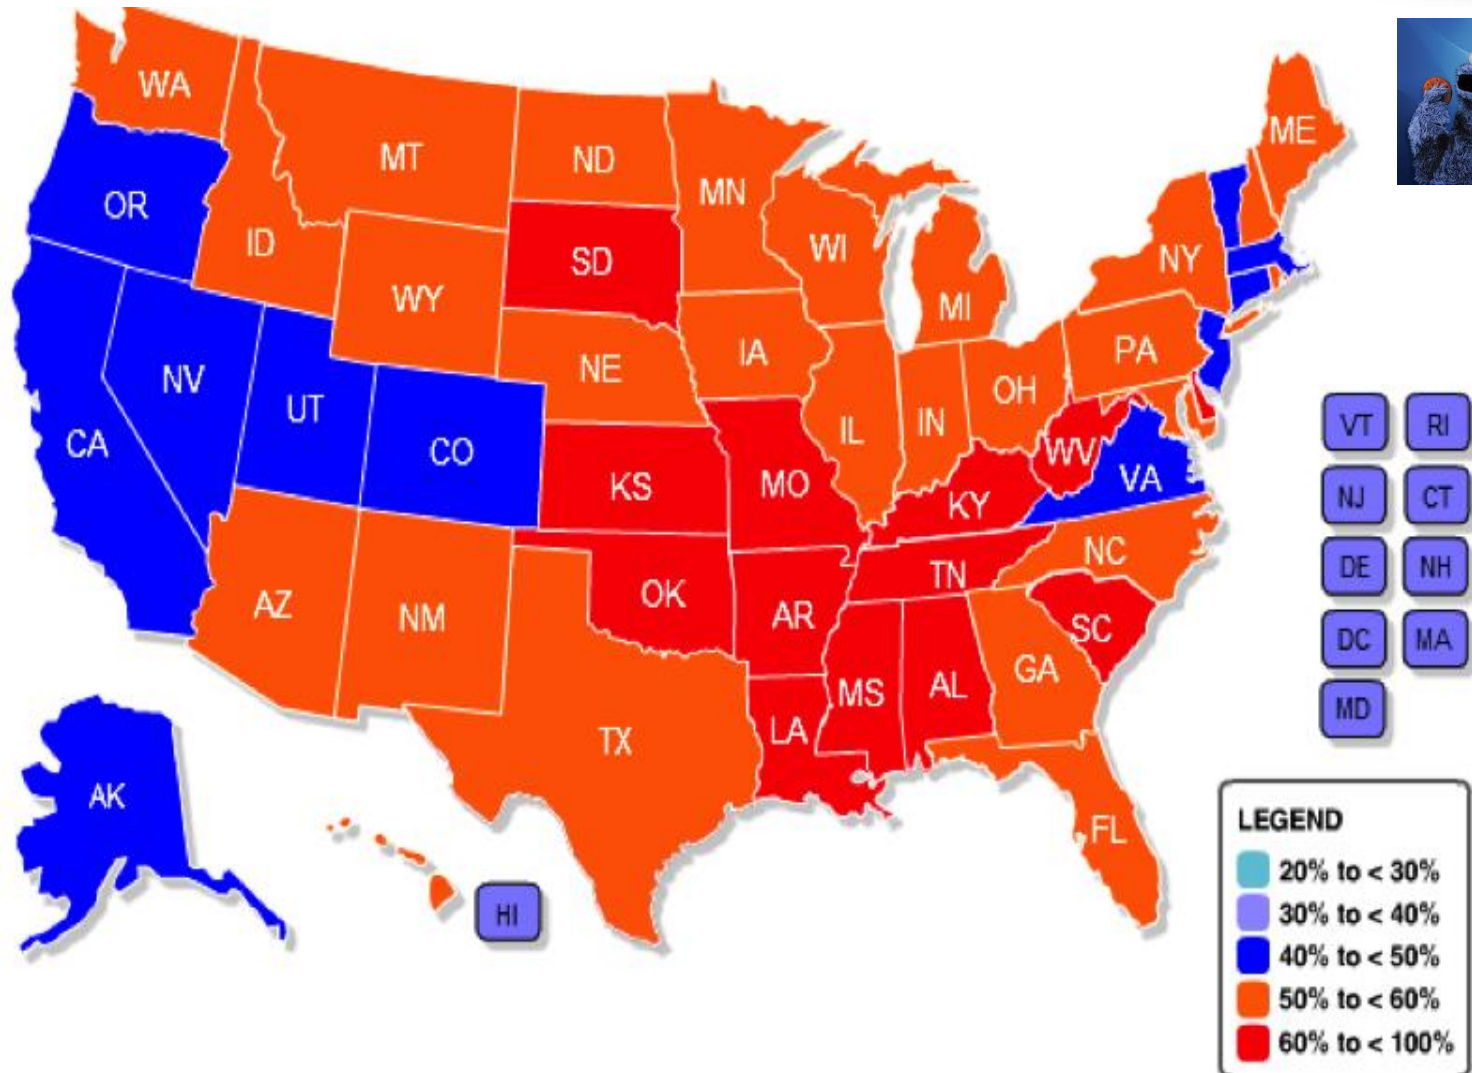 WA
MT
ND
MN
ME
OR
ID
SD
WI
NY
WY
MI
IA
PA
NE
NV
OH
UT
IL
IN
CA
CO
WV
KS
MO
VA
KY
NC
TN
AZ
NM
OK
AR
SC
GA
MS
AL
LA
TX
AK
FL
HI
VT RI
NJ CT
DE NH
DC MA
MD
LEGEND
20% to < 30%
30% to < 40%
40% to < 50%
50% to < 60%
60% to < 100%